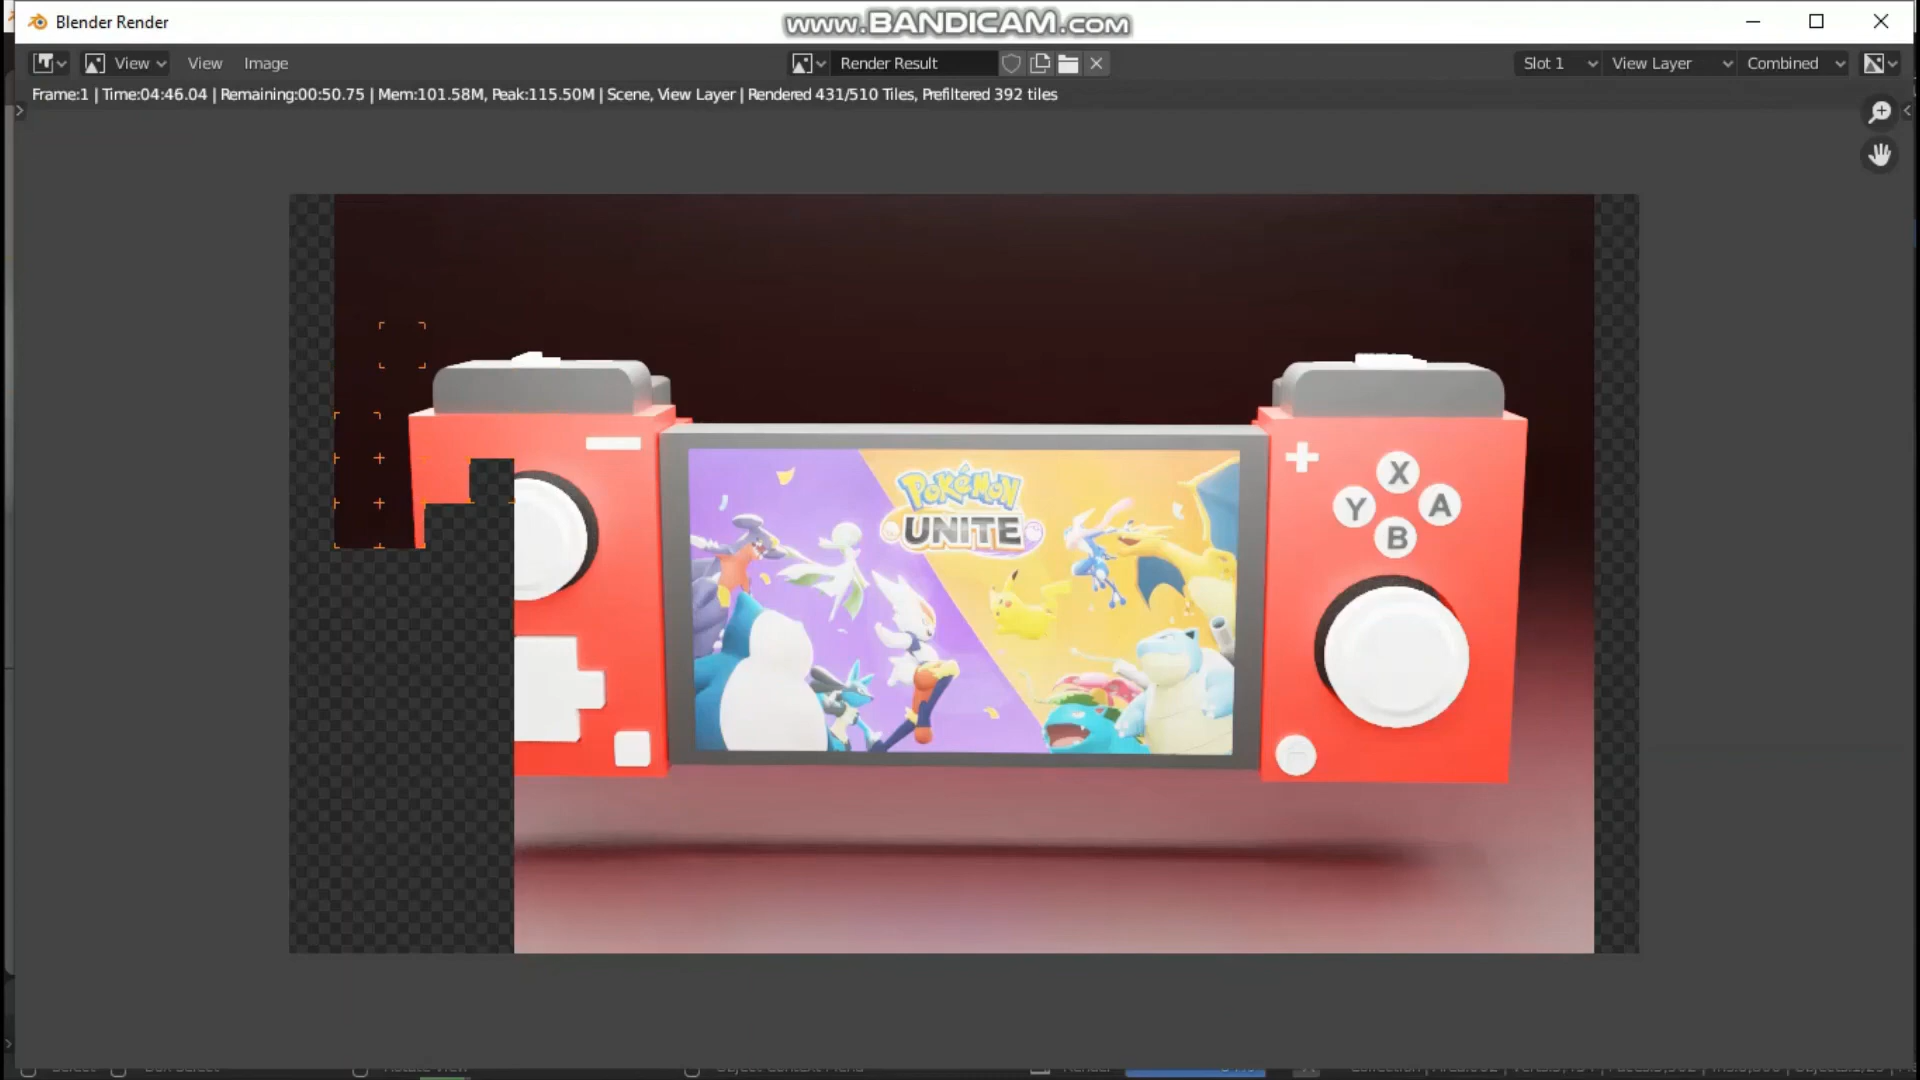 Blender Render
www.BANDICAM.com
View
View
Image
Render Result
Slot 1
View Layer
Combined
Frame:1 | Time:04:46.04 | Remaining:00:50.75 | Mem:101.58M, Peak:115.50M | Scene, View Layer | Rendered 431/510 Tiles, Prefiltered 392 tiles
POKéMON
UNITE
X
Y
A
B